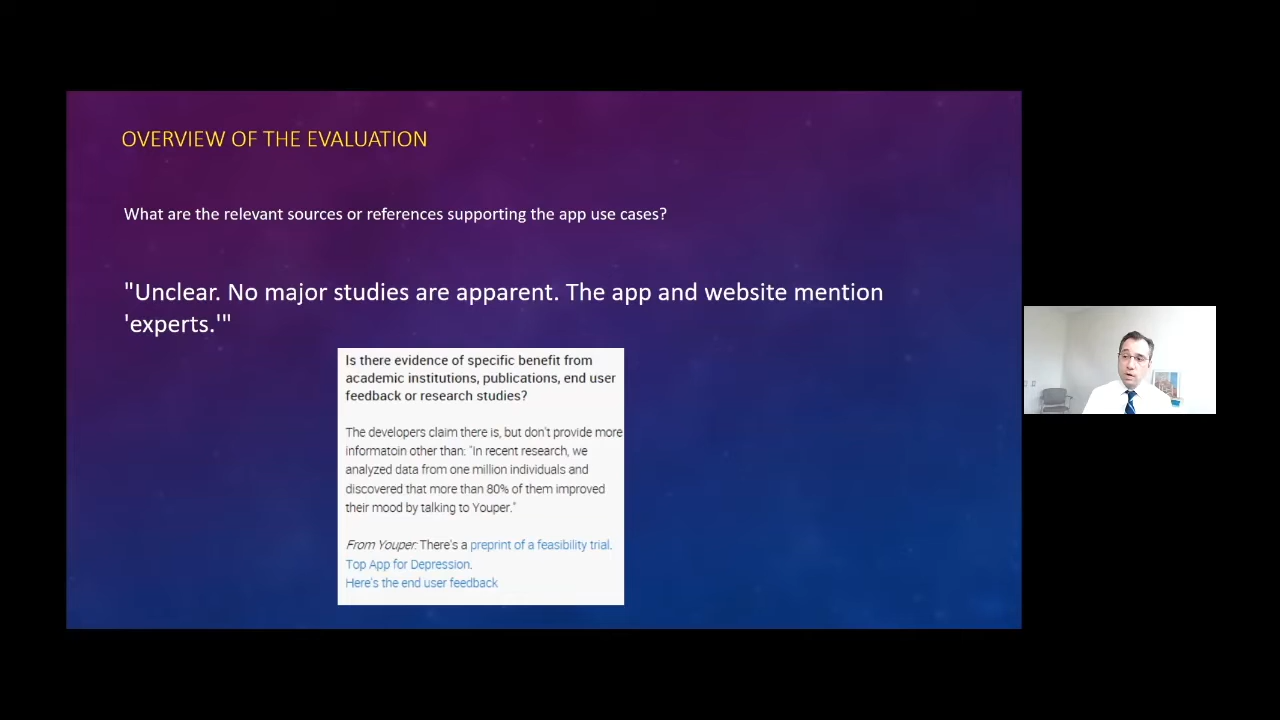 OVERVIEW OF THE EVALUATION
What are the relevant sources or references supporting the app use cases?
"Unclear. No major studies are apparent. The app and website mention
'experts.'"
Is there evidence of specific benefit from
academic institutions, publications, end user
feedback or research studies?
The developers claim there is, but don't provide more
informatoin other than: "In recent research, we
analyzed data from one million individuals and
discovered that more than 80% of them improved
their mood by talking to Youper."
From Youper: There's a preprint of a feasibility trial.
Top App for Depression.
Here's the end user feedback